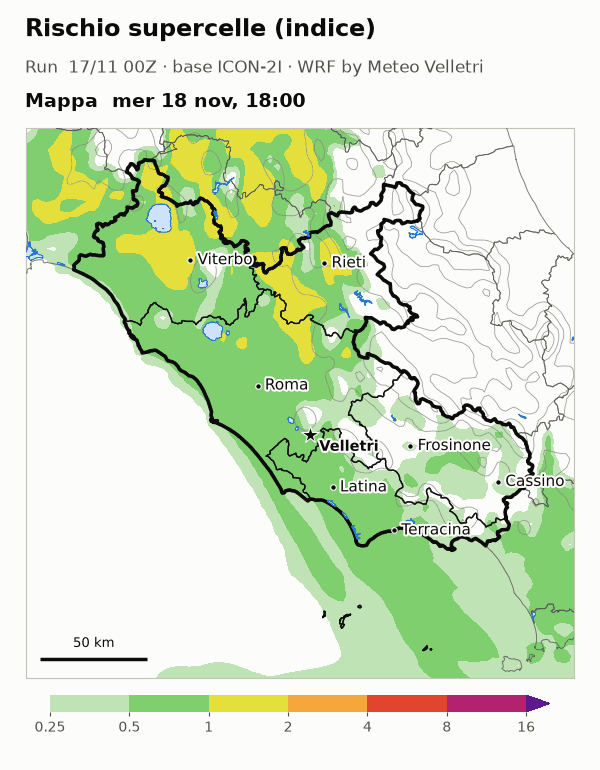 Rischio supercelle (indice)
Run  17/11 00Z · base ICON-2I · WRF by Meteo Velletri
Mappa  mer 18 nov, 18:00
Viterbo
Rieti
Roma
Velletri
Frosinone
Cassino
Latina
Terracina
50 km
0.25 0.5 1 2 4 8 16